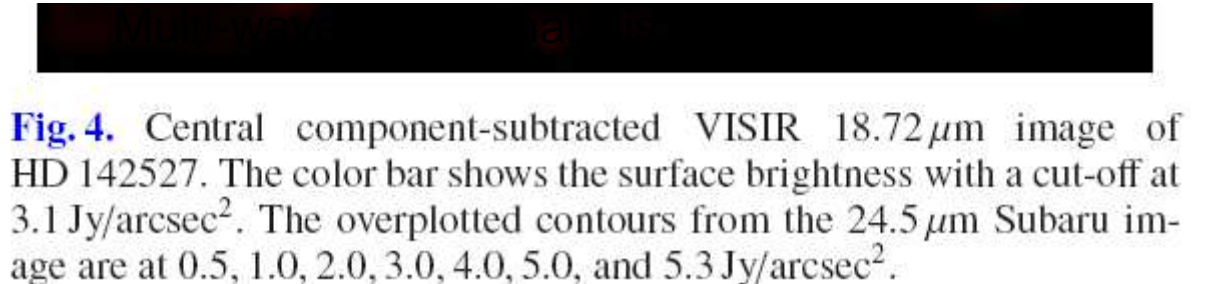 Multi-wave
Fig. 4. Central component-subtracted VISIR 18.72 μm image of
HD 142527. The color bar shows the surface brightness with a cut-off at
3.1 Jy/arcsec². The overplotted contours from the 24.5 μm Subaru im-
age are at 0.5, 1.0, 2.0, 3.0, 4.0, 5.0, and 5.3 Jy/arcsec².